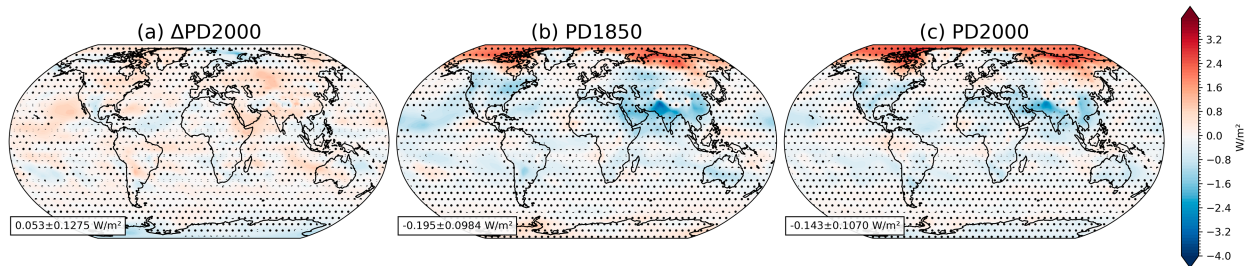 (a) ΔPD2000
(b) PD1850
(c) PD2000
0.053±0.1275 W/m²
-0.195±0.0984 W/m²
-0.143±0.1070 W/m²
3.2
2.4
1.6
0.8
0.0
−0.8
−1.6
−2.4
−3.2
−4.0
W/m²